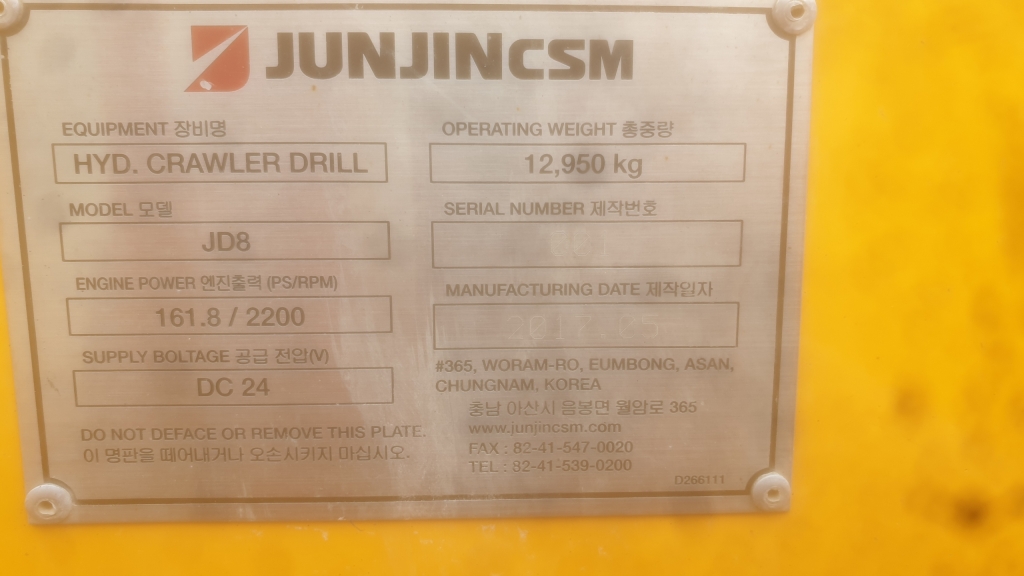 JUNJINCSM
EQUIPMENT 장비명
HYD. CRAWLER DRILL
MODEL 모델
JD8
ENGINE POWER 엔진출력 (PS/RPM)
161.8 / 2200
SUPPLY BOLTAGE 공급 전압(V)
DC 24
DO NOT DEFACE OR REMOVE THIS PLATE.
이 명판을 떼어내거나 오손시키지 마십시오.
OPERATING WEIGHT 총중량
12,950 kg
SERIAL NUMBER 제작번호
MANUFACTURING DATE 제작일자
2017.05
#365, WORAM-RO, EUMBONG, ASAN,
CHUNGNAM, KOREA
충남 아산시 음봉면 월암로 365
www.junjincsm.com
FAX : 82-41-547-0020
TEL : 82-41-539-0200
D266111